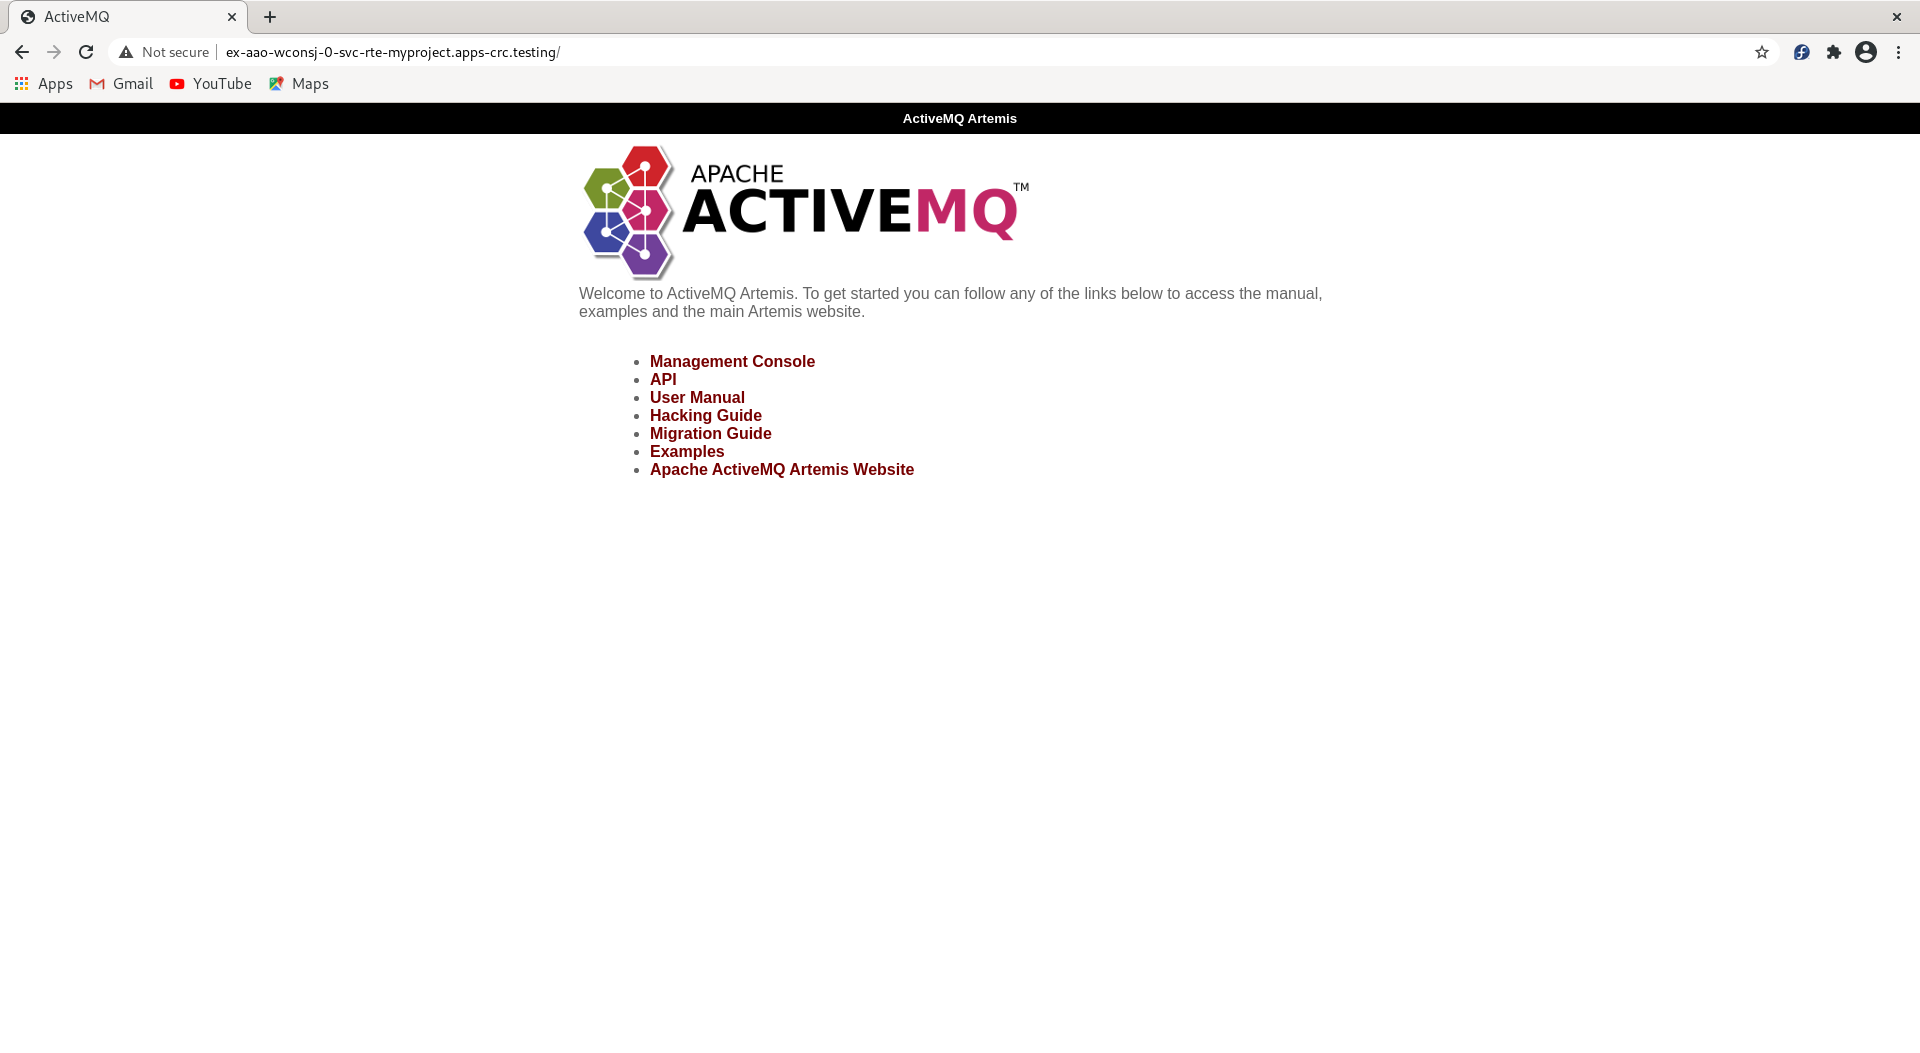 ActiveMQ
Not secure ex-aao-wconsj-0-svc-rte-myproject.apps-crc.testing/
Apps Gmail YouTube Maps
ActiveMQ Artemis
APACHE
ACTIVEMQ™
Welcome to ActiveMQ Artemis. To get started you can follow any of the links below to access the manual,
examples and the main Artemis website.
Management Console
API
User Manual
Hacking Guide
Migration Guide
Examples
Apache ActiveMQ Artemis Website